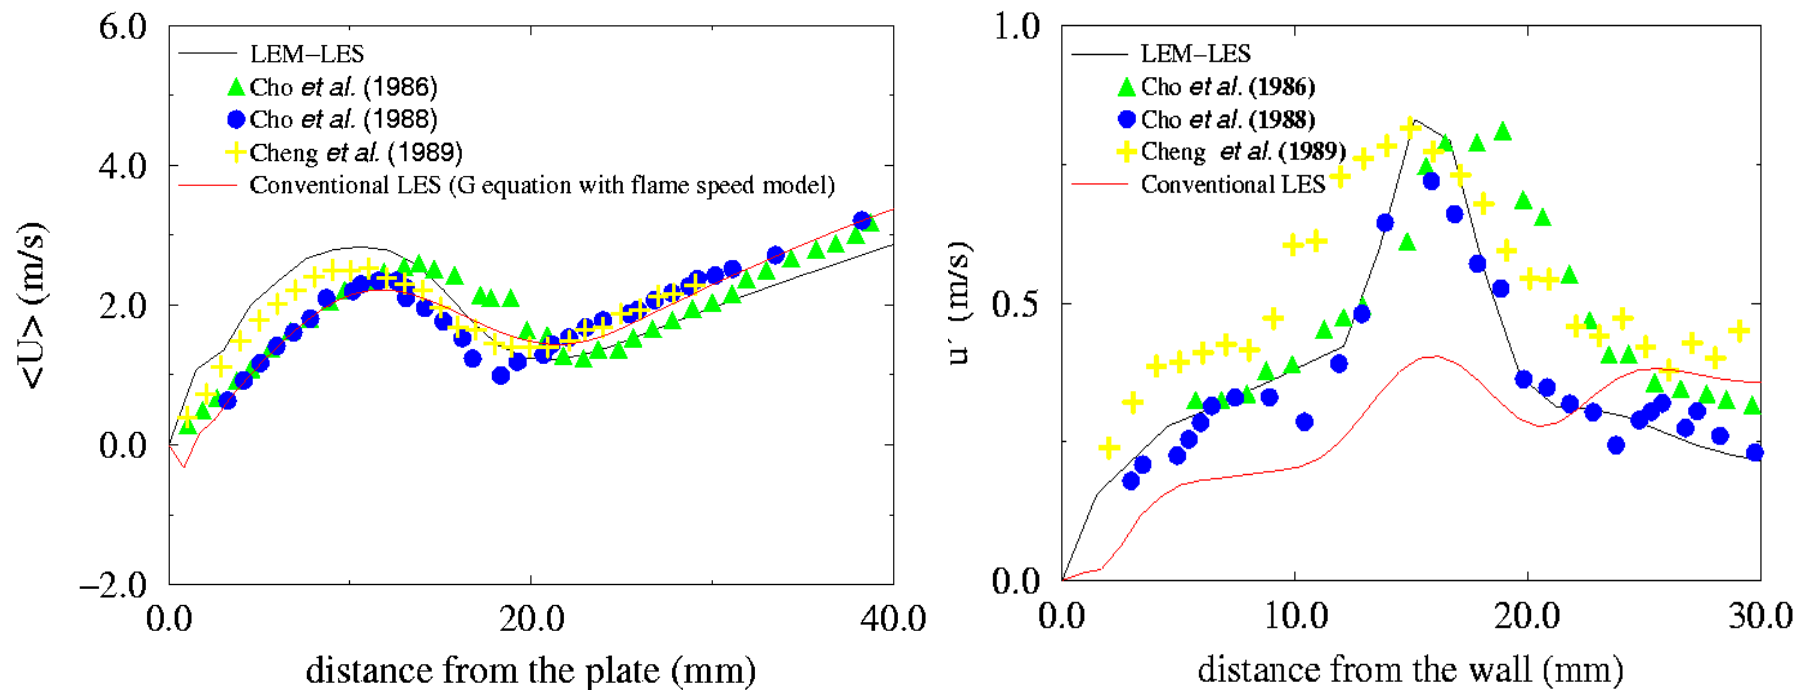 6.0
LEM−LES
Cho et al. (1986)
Cho et al. (1988)
Cheng et al. (1989)
Conventional LES (G equation with flame speed model)
4.0
2.0
0.0
−2.0
<U> (m/s)
0.0 20.0 40.0
distance from the plate (mm)
1.0
LEM−LES
Cho et al. (1986)
Cho et al. (1988)
Cheng et al. (1989)
Conventional LES
0.5
0.0
u´ (m/s)
0.0 10.0 20.0 30.0
distance from the wall (mm)